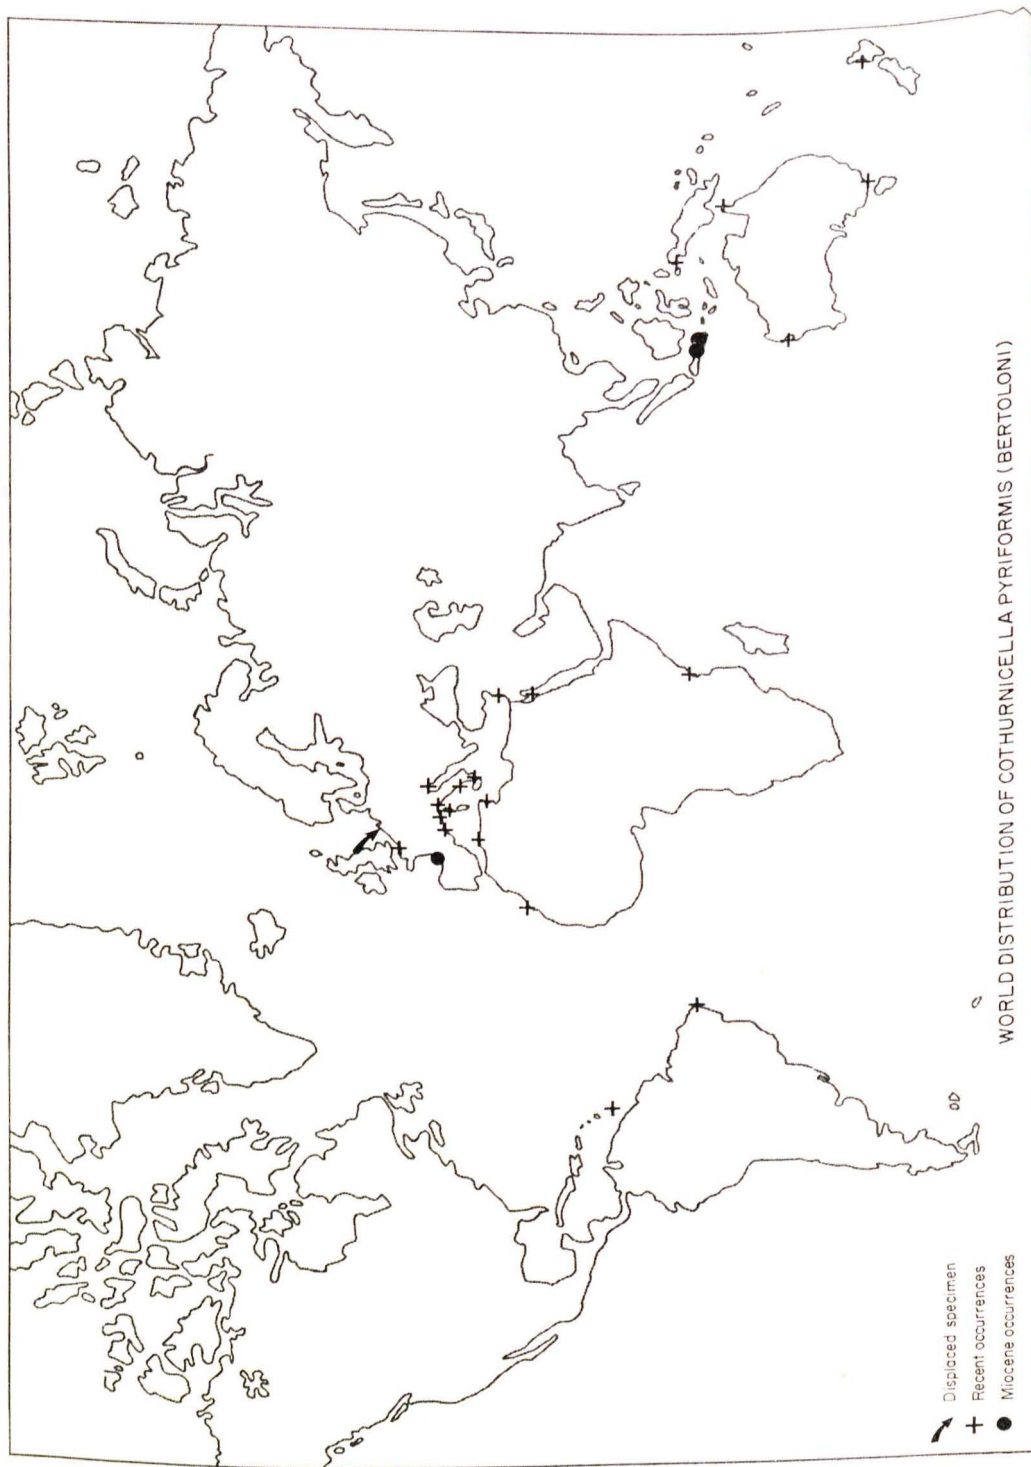 WORLD DISTRIBUTION OF COTHURNICELLA PYRIFORMIS (BERTOLONI)
Displaced specimen
Recent occurrences
Miocene occurrences